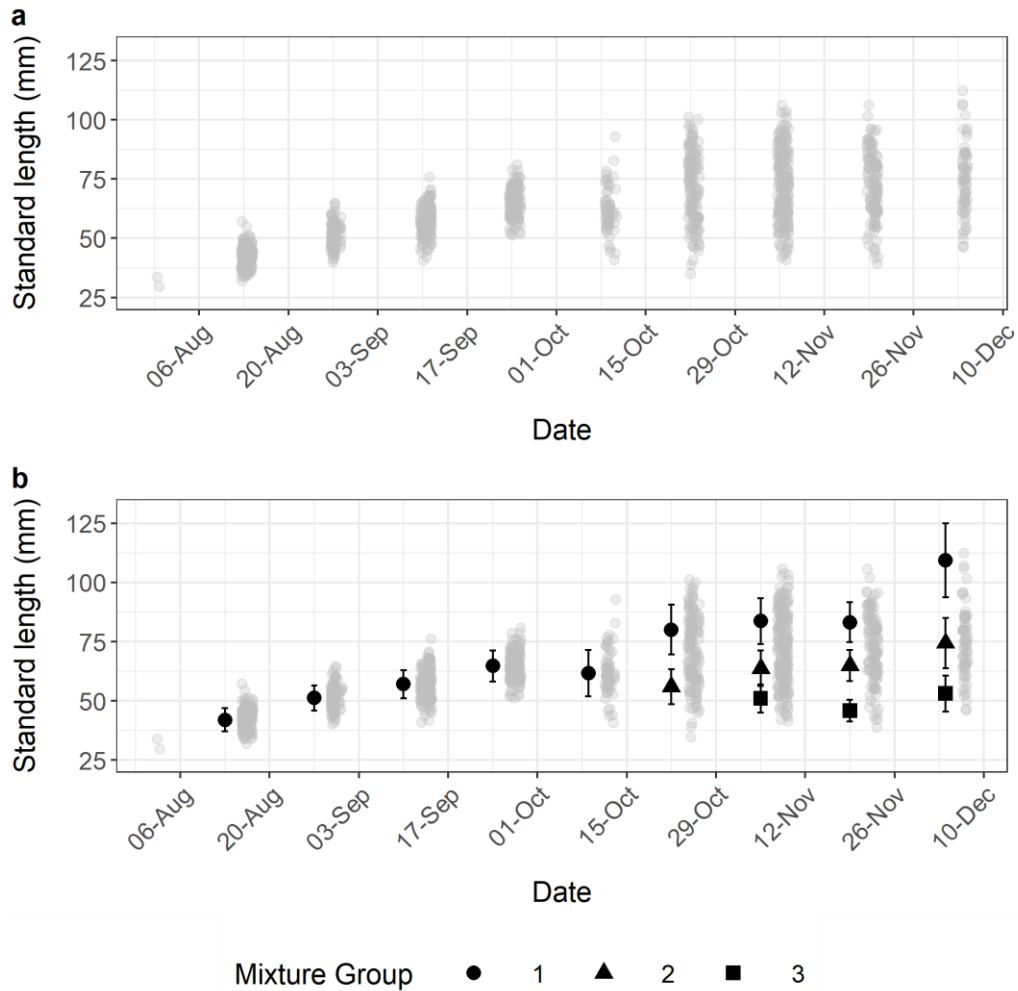 a
Standard length (mm)
125
100
75
50
25
06-Aug 20-Aug 03-Sep 17-Sep 01-Oct 15-Oct 29-Oct 12-Nov 26-Nov 10-Dec
Date
b
Standard length (mm)
125
100
75
50
25
06-Aug 20-Aug 03-Sep 17-Sep 01-Oct 15-Oct 29-Oct 12-Nov 26-Nov 10-Dec
Date
Mixture Group 1 2 3